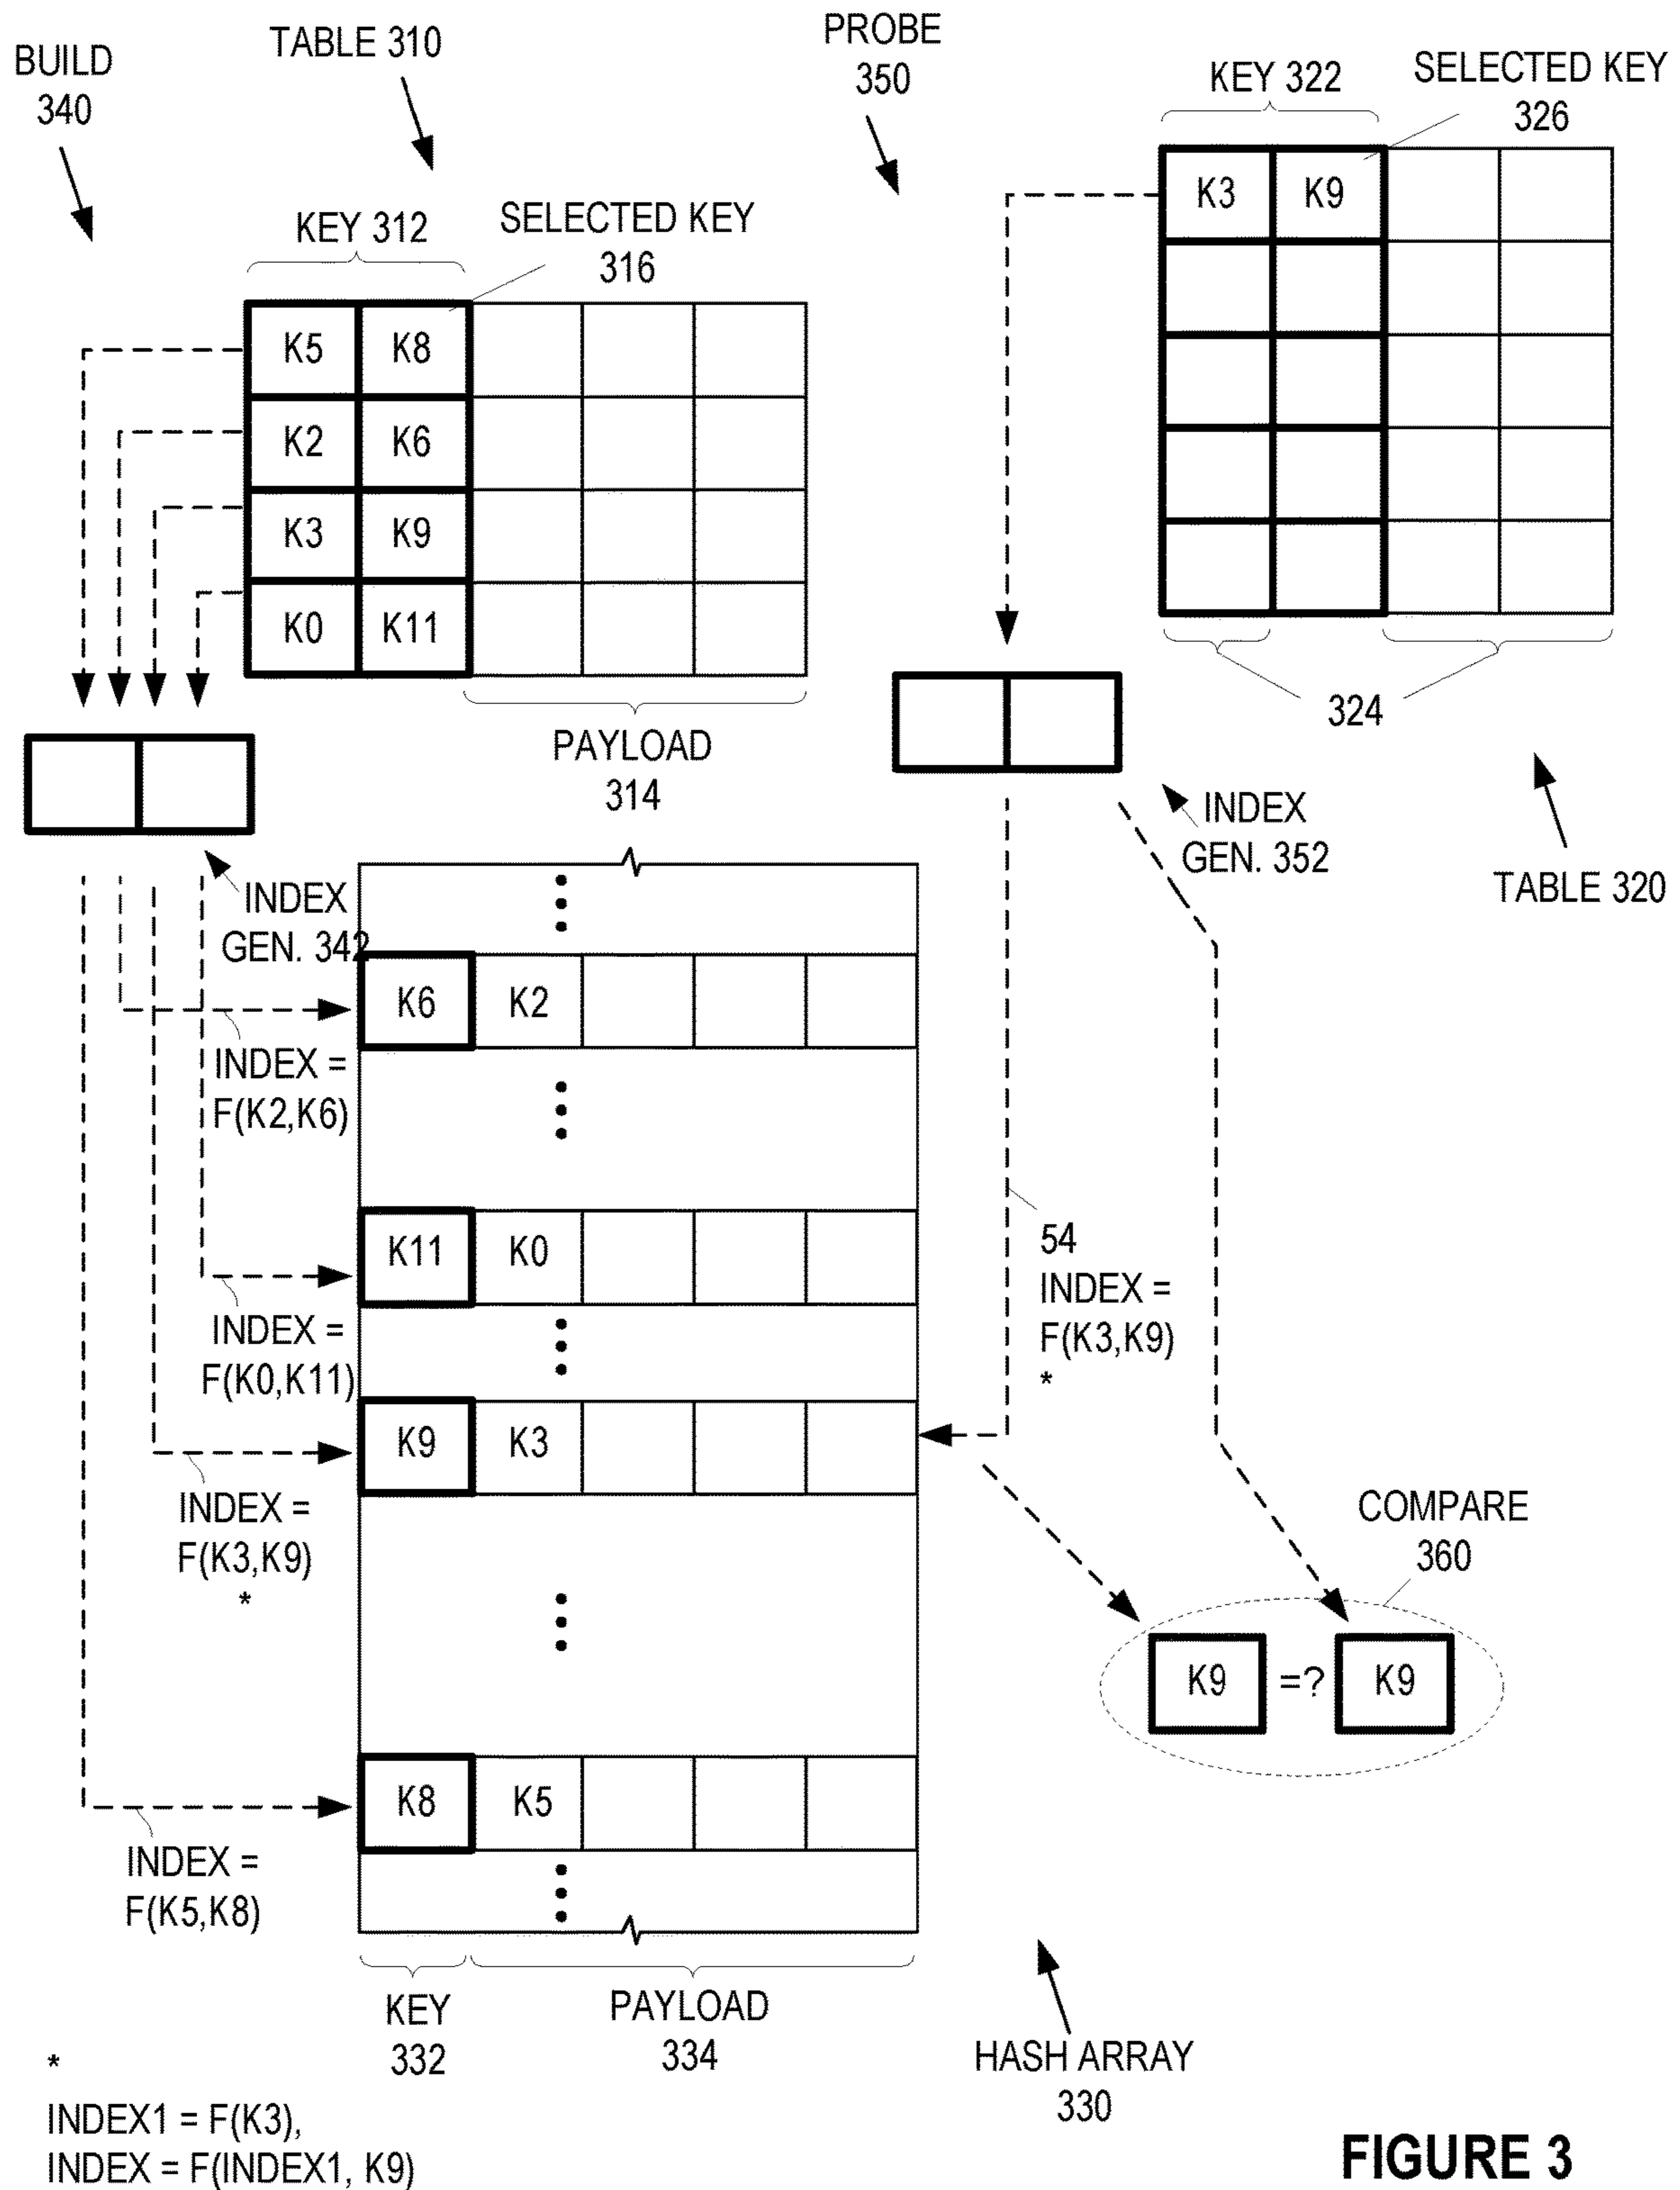 BUILD
340
TABLE 310
PROBE
350
KEY 322
SELECTED KEY
326
KEY 312
SELECTED KEY
316
K3 K9
K5 K8
K2 K6
K3 K9
K0 K11
324
PAYLOAD
314
INDEX
GEN. 352
TABLE 320
INDEX
GEN. 342
K6 K2
INDEX =
F(K2,K6)
K11 K0
INDEX =
F(K0,K11)
54
INDEX =
F(K3,K9)
*
K9 K3
INDEX =
F(K3,K9)
*
COMPARE
360
K9 =? K9
K8 K5
INDEX =
F(K5,K8)
KEY
332
PAYLOAD
334
HASH ARRAY
330
*
INDEX1 = F(K3),
INDEX = F(INDEX1, K9)
FIGURE 3